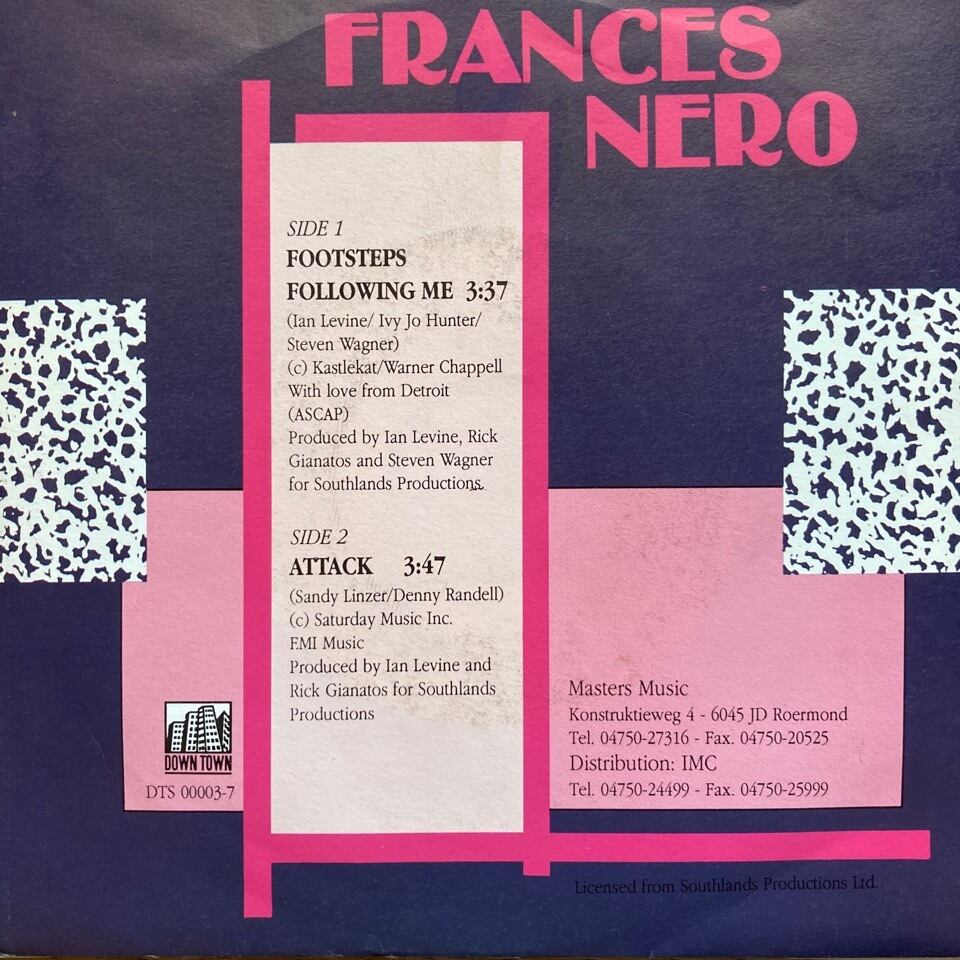 FRANCES
NERO
SIDE 1
FOOTSTEPS
FOLLOWING ME 3:37
(Ian Levine/ Ivy Jo Hunter/
Steven Wagner)
(c) Kastlekat/Warner Chappell
With love from Detroit
(ASCAP)
Produced by Ian Levine, Rick
Gianatos and Steven Wagner
for Southlands Productions.
SIDE 2
ATTACK 3:47
(Sandy Linzer/Denny Randell)
(c) Saturday Music Inc.
EMI Music
Produced by Ian Levine and
Rick Gianatos for Southlands
Productions
DOWN TOWN
DTS 00003-7
Masters Music
Konstruktieweg 4 - 6045 JD Roermond
Tel. 04750-27316 - Fax. 04750-20525
Distribution: IMC
Tel. 04750-24499 - Fax. 04750-25999
Licensed from Southlands Productions Ltd.